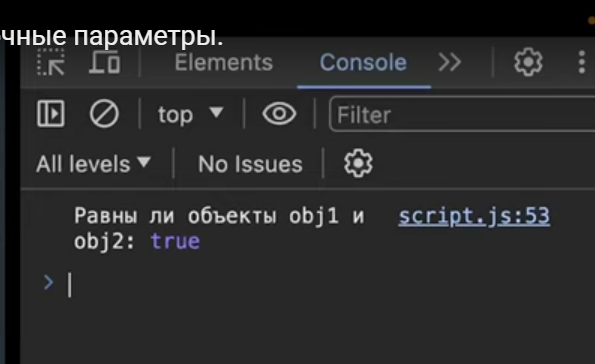 чные параметры.
Elements Console
top Filter
All levels No Issues
Равны ли объекты obj1 и script.js:53
obj2: true